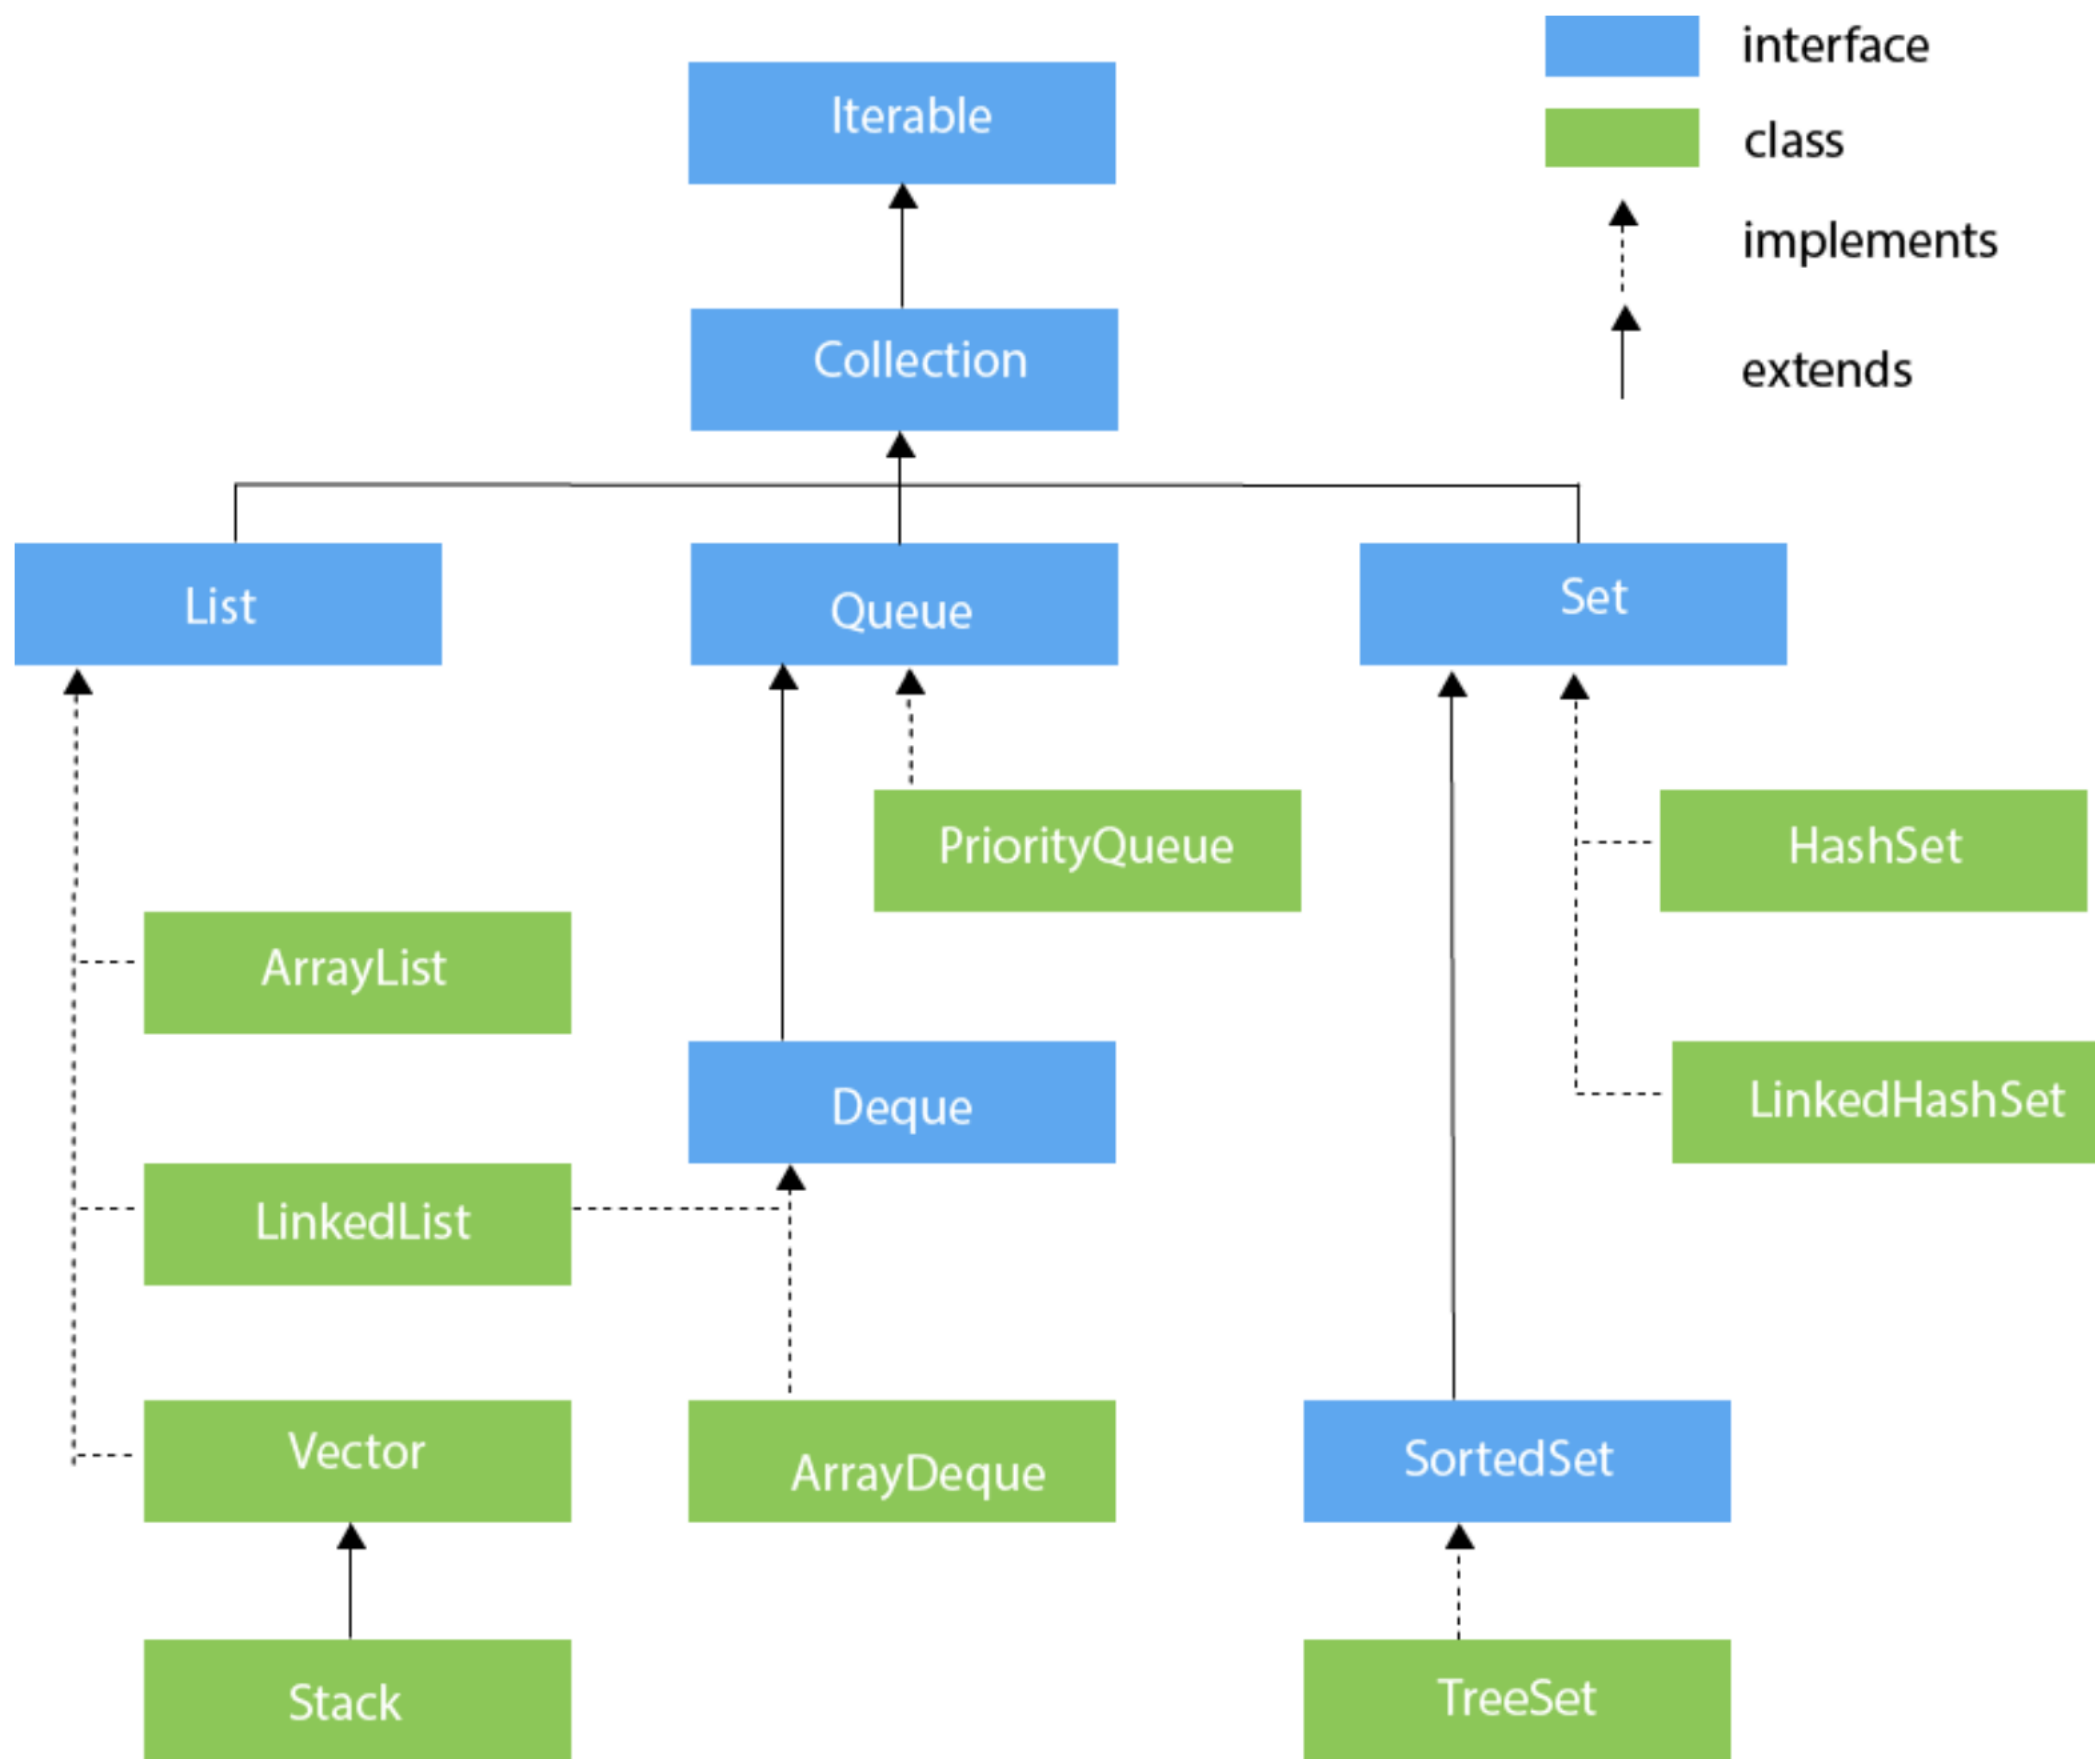 interface
Iterable
class
implements
Collection
extends
List
Queue
Set
PriorityQueue
HashSet
ArrayList
Deque
LinkedHashSet
LinkedList
Vector
ArrayDeque
SortedSet
Stack
TreeSet